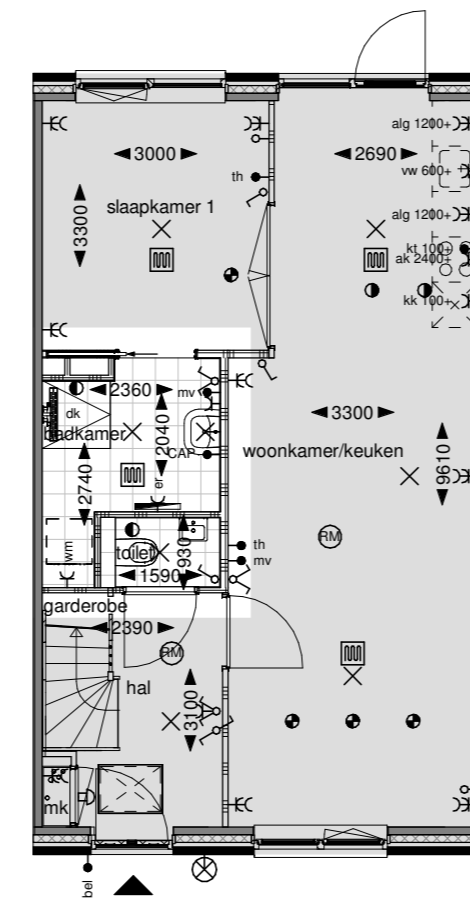 alg 1200+
3000
2690
vw 600+
th
slaapkamer 1
3300
alg 1200+
kt 100+
ak 2400+
kk 100+
2360
mv
dk
2040
3300
badkamer
woonkamer/keuken
CAP
9610
2740
er
RM
wm
toilet
930
th
mv
1590
garderobe
2390
RM
hal
3100
mk
bel